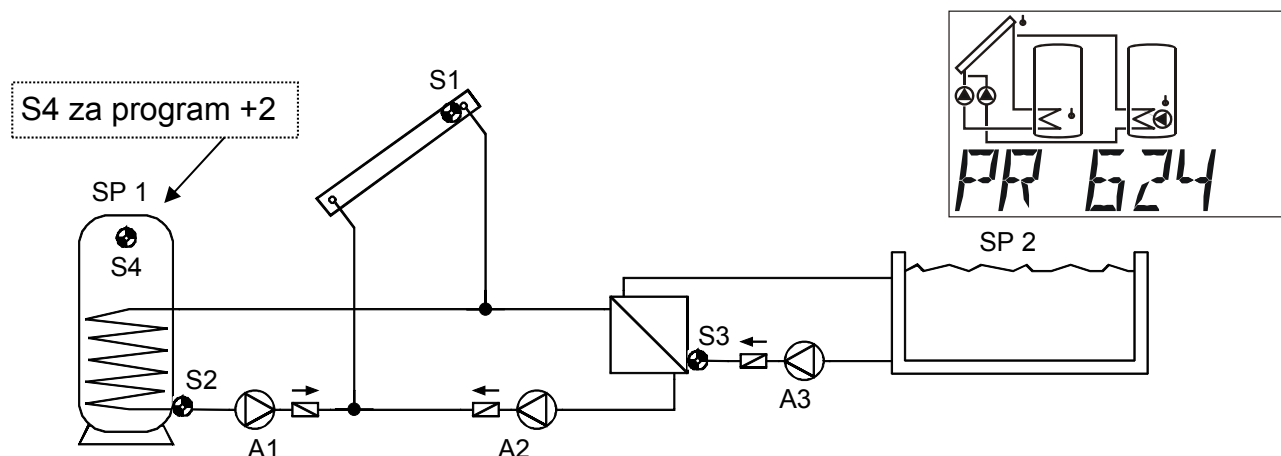 S4 za program +2
S1
PR 624
SP 1
S4
SP 2
S3
S2
A3
A1
A2